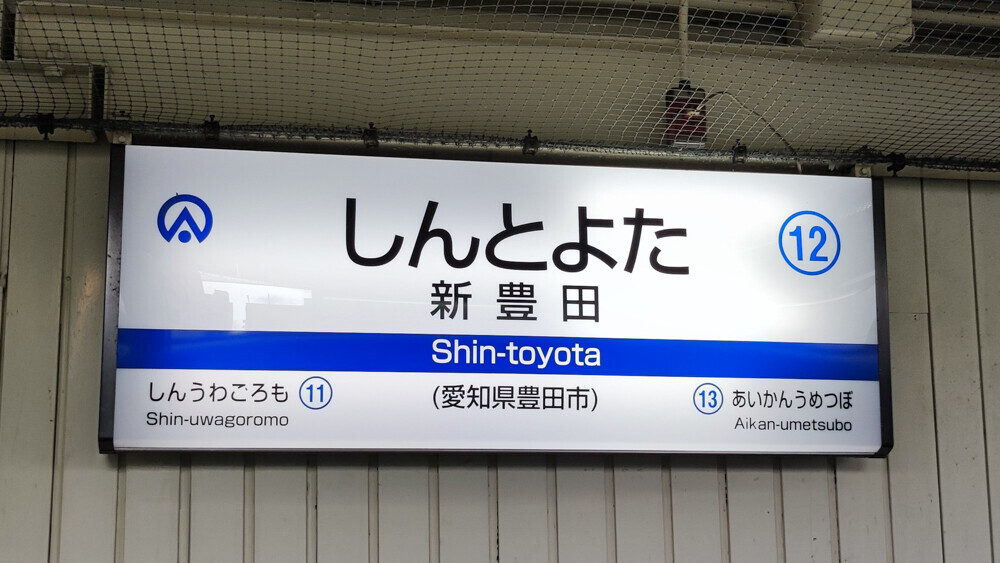 しんとよた
12
新豊田
Shin-toyota
しんうわごろも 11
Shin-uwagoromo
(愛知県豊田市)
13 あいかんうめつぼ
Aikan-umetsubo